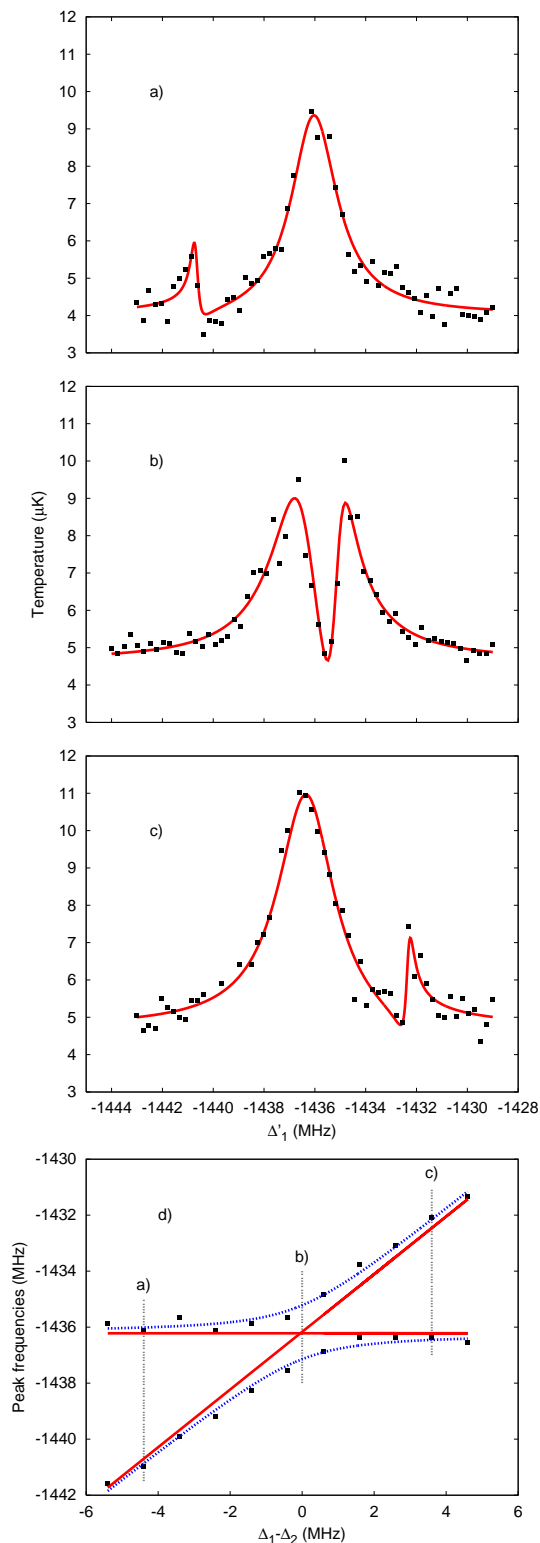 12
11
10
9
8
7
6
5
4
3
a)
12
11
10
9
8
7
6
5
4
3
b)
Temperature (μK)
12
11
10
9
8
7
6
5
4
3
c)
-1444 -1442 -1440 -1438 -1436 -1434 -1432 -1430 -1428
Δ'1 (MHz)
-1430
-1432
-1434
-1436
-1438
-1440
-1442
Peak frequencies (MHz)
d)
a)
b)
c)
-6 -4 -2 0 2 4 6
Δ1-Δ2 (MHz)